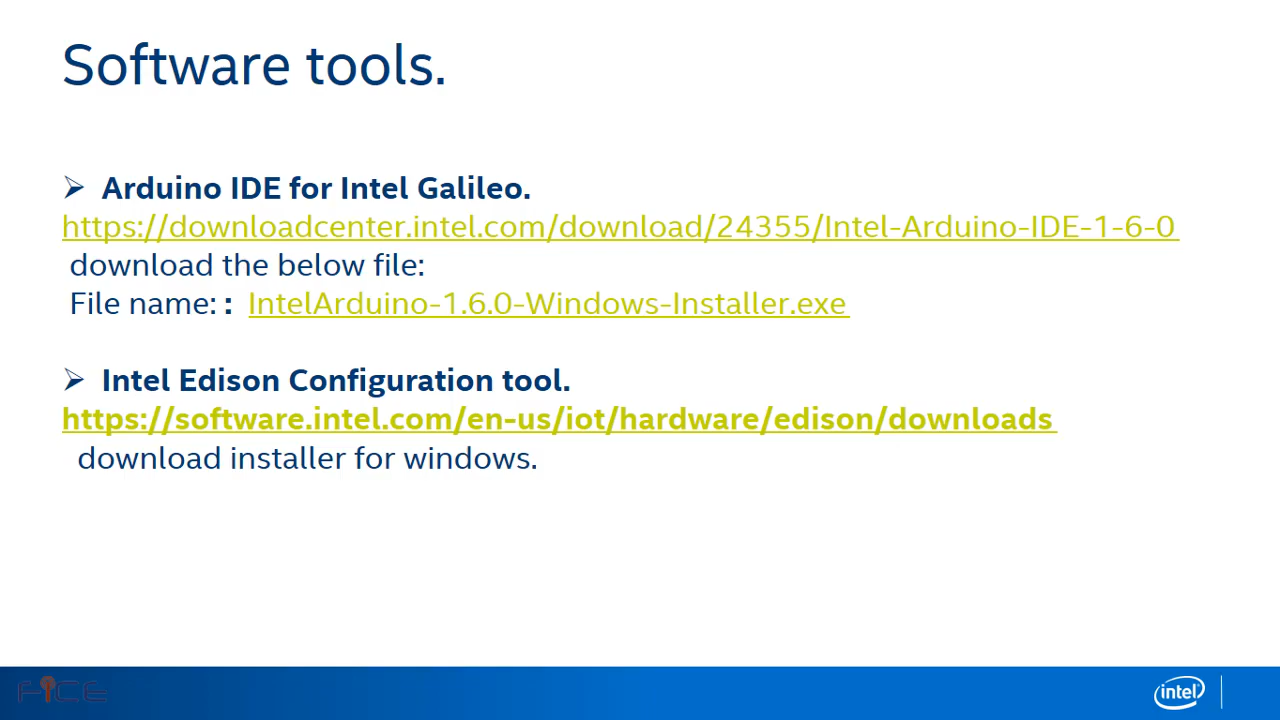 Software tools.
➢ Arduino IDE for Intel Galileo.
https://downloadcenter.intel.com/download/24355/Intel-Arduino-IDE-1-6-0
download the below file:
File name: : IntelArduino-1.6.0-Windows-Installer.exe
➢ Intel Edison Configuration tool.
https://software.intel.com/en-us/iot/hardware/edison/downloads
download installer for windows.
FICE
intel